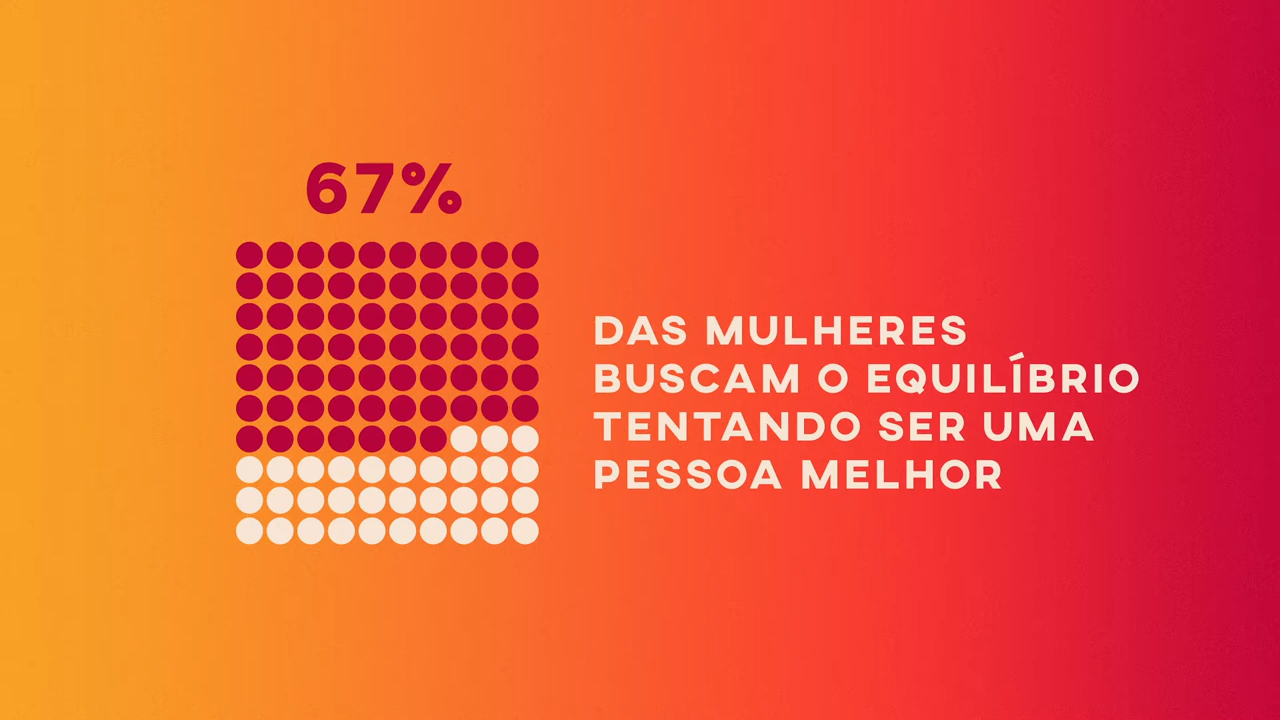 67%
DAS MULHERES
BUSCAM O EQUILÍBRIO
TENTANDO SER UMA
PESSOA MELHOR